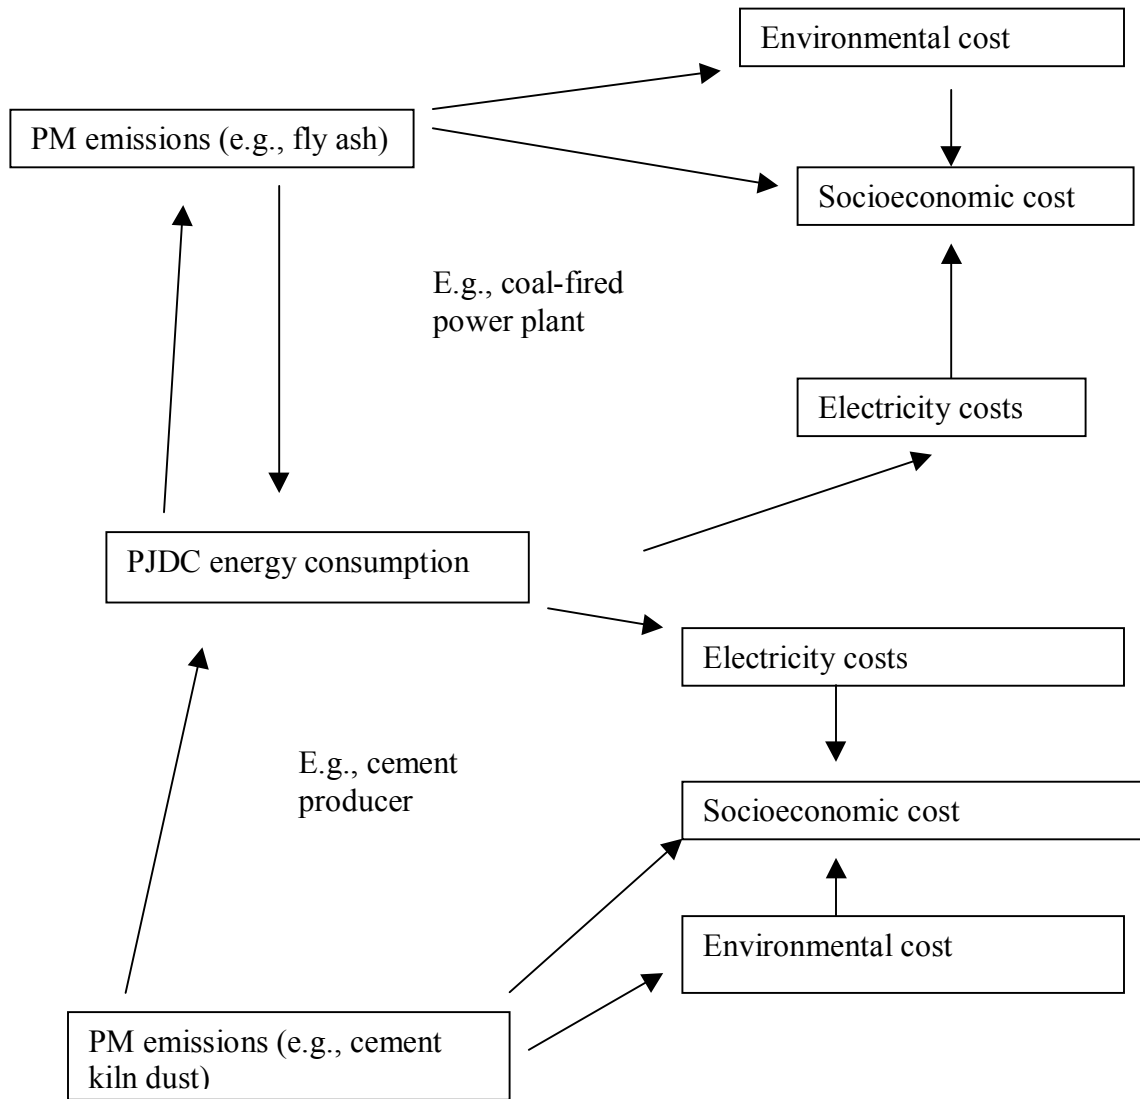 Environmental cost
PM emissions (e.g., fly ash)
Socioeconomic cost
E.g., coal-fired
power plant
Electricity costs
PJDC energy consumption
Electricity costs
E.g., cement
producer
Socioeconomic cost
Environmental cost
PM emissions (e.g., cement
kiln dust)